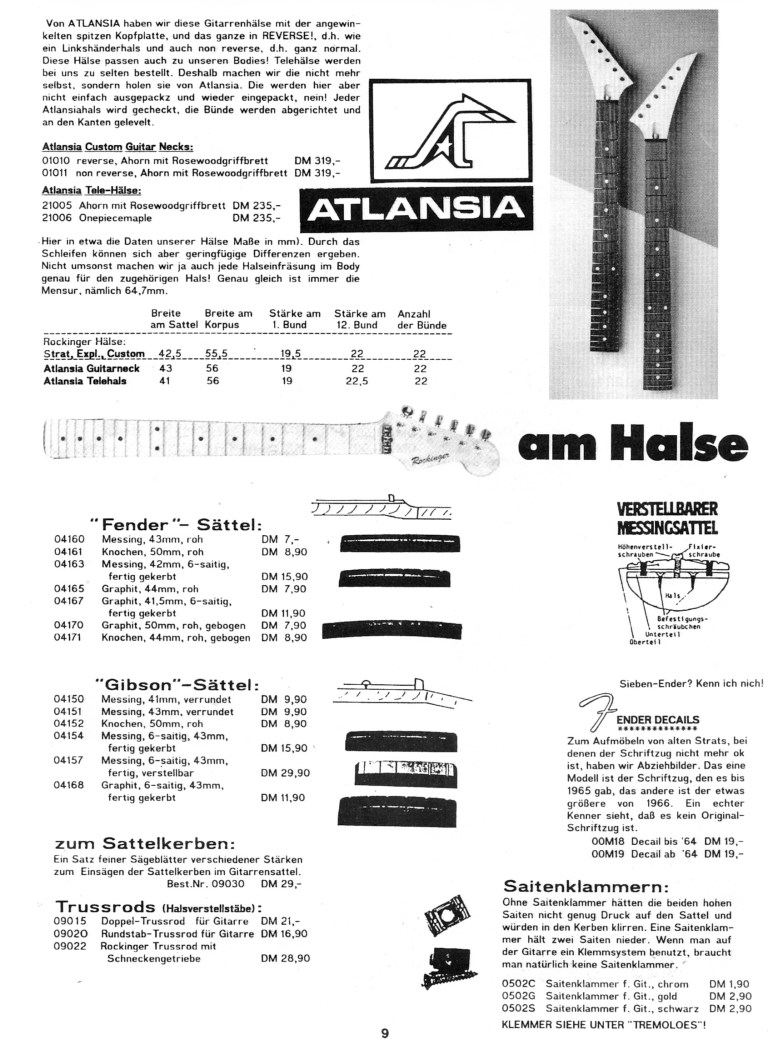 Von ATLANSIA haben wir diese Gitarrenhälse mit der angewin-
kelten spitzen Kopfplatte, und das ganze in REVERSE!, d.h. wie
ein Linkshänderhals und auch non reverse, d.h. ganz normal.
Diese Hälse passen auch zu unseren Bodies! Telehälse werden
bei uns zu selten bestellt. Deshalb machen wir die nicht mehr
selbst, sondern holen sie von Atlansia. Die werden hier aber
nicht einfach ausgepackz und wieder eingepackt, nein! Jeder
Atlansiahals wird gecheckt, die Bünde werden abgerichtet und
an den Kanten gelevelt.
Atlansia Custom Guitar Necks:
01010 reverse, Ahorn mit Rosewoodgriffbrett DM 319,-
01011 non reverse, Ahorn mit Rosewoodgriffbrett DM 319,-
Atlansia Tele-Hälse:
21005 Ahorn mit Rosewoodgriffbrett DM 235,-
21006 Onepiecemaple DM 235,-
ATLANSIA
Hier in etwa die Daten unserer Hälse Maße in mm). Durch das
Schleifen können sich aber geringfügige Differenzen ergeben.
Nicht umsonst machen wir ja auch jede Halseinfräsung im Body
genau für den zugehörigen Hals! Genau gleich ist immer die
Mensur, nämlich 64,7mm.
Breite Breite am Stärke am Stärke am Anzahl
am Sattel Korpus 1. Bund 12. Bund der Bünde
Rockinger Hälse:
Strat, Expl., Custom 42,5 55,5 19,5 22 22
Atlansia Guitarneck 43 56 19 22 22
Atlansia Telehals 41 56 19 22,5 22
Rockinger
am Halse
"Fender"- Sättel:
04160 Messing, 43mm, roh DM 7,-
04161 Knochen, 50mm, roh DM 8,90
04163 Messing, 42mm, 6-saitig,
fertig gekerbt DM 15,90
04165 Graphit, 44mm, roh DM 7,90
04167 Graphit, 41,5mm, 6-saitig,
fertig gekerbt DM 11,90
04170 Graphit, 50mm, roh, gebogen DM 7,90
04171 Knochen, 44mm, roh, gebogen DM 8,90
VERSTELLBARER
MESSINGSATTEL
Höhenverstell- Fixier-
schrauben schraube
Hals
Befestigungs-
schräubchen
Unterteil
Oberteil
"Gibson"-Sättel:
04150 Messing, 41mm, verrundet DM 9,90
04151 Messing, 43mm, verrundet DM 9,90
04152 Knochen, 50mm, roh DM 8,90
04154 Messing, 6-saitig, 43mm,
fertig gekerbt DM 15,90
04157 Messing, 6-saitig, 43mm,
fertig, verstellbar DM 29,90
04168 Graphit, 6-saitig, 43mm,
fertig gekerbt DM 11,90
Sieben-Ender? Kenn ich nich!
FENDER DECAILS
Zum Aufmöbeln von alten Strats, bei
denen der Schriftzug nicht mehr ok
ist, haben wir Abziehbilder. Das eine
Modell ist der Schriftzug, den es bis
1965 gab, das andere ist der etwas
größere von 1966. Ein echter
Kenner sieht, daß es kein Original-
Schriftzug ist.
00M18 Decail bis '64 DM 19,-
00M19 Decail ab '64 DM 19,-
zum Sattelkerben:
Ein Satz feiner Sägeblätter verschiedener Stärken
zum Einsägen der Sattelkerben im Gitarrensattel.
Best.Nr. 09030 DM 29,-
Trussrods (Halsverstellstäbe):
09015 Doppel-Trussrod für Gitarre DM 21,-
09020 Rundstab-Trussrod für Gitarre DM 16,90
09022 Rockinger Trussrod mit
Schneckengetriebe DM 28,90
Saitenklammern:
Ohne Saitenklammer hätten die beiden hohen
Saiten nicht genug Druck auf den Sattel und
würden in den Kerben klirren. Eine Saitenklam-
mer hält zwei Saiten nieder. Wenn man auf
der Gitarre ein Klemmsystem benutzt, braucht
man natürlich keine Saitenklammer.
0502C Saitenklammer f. Git., chrom DM 1,90
0502G Saitenklammer f. Git., gold DM 2,90
0502S Saitenklammer f. Git., schwarz DM 2,90
KLEMMER SIEHE UNTER "TREMOLOES"!
9